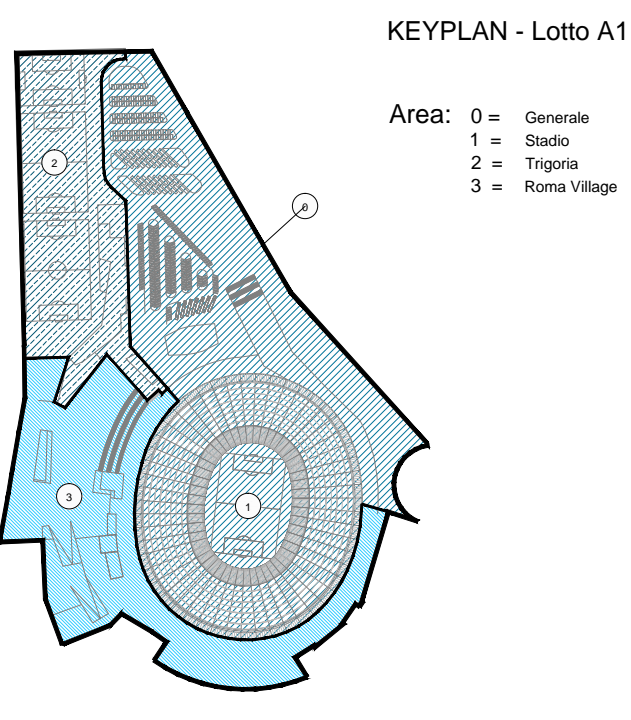 KEYPLAN - Lotto A1
Area: 0 = Generale
1 = Stadio
2 = Trigoria
3 = Roma Village
2
0
3
1